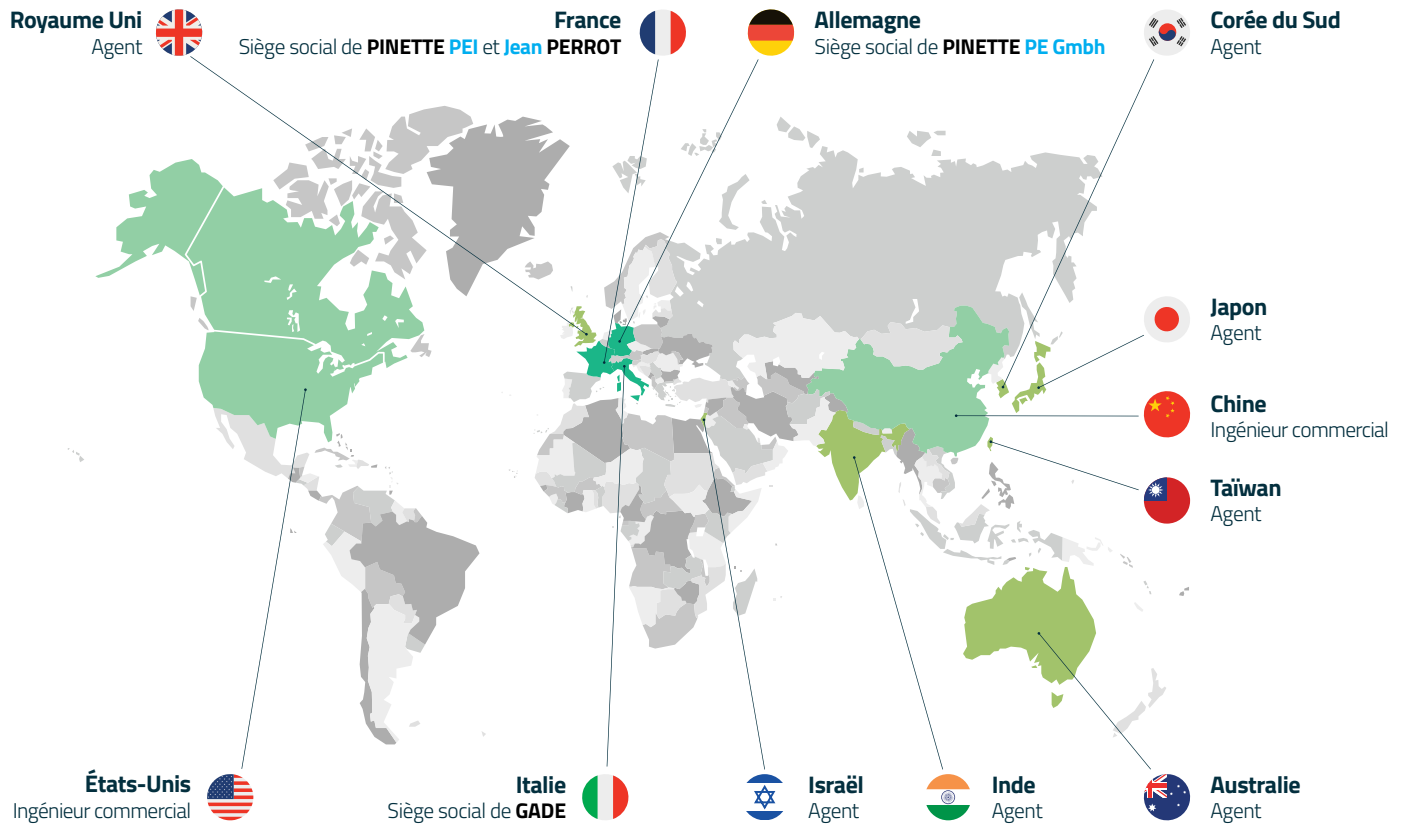 Royaume Uni
Agent
France
Siège social de PINETTE PEI et Jean PERROT
Allemagne
Siège social de PINETTE PE Gmbh
Corée du Sud
Agent
Japon
Agent
Chine
Ingénieur commercial
Taïwan
Agent
États-Unis
Ingénieur commercial
Italie
Siège social de GADE
Israël
Agent
Inde
Agent
Australie
Agent